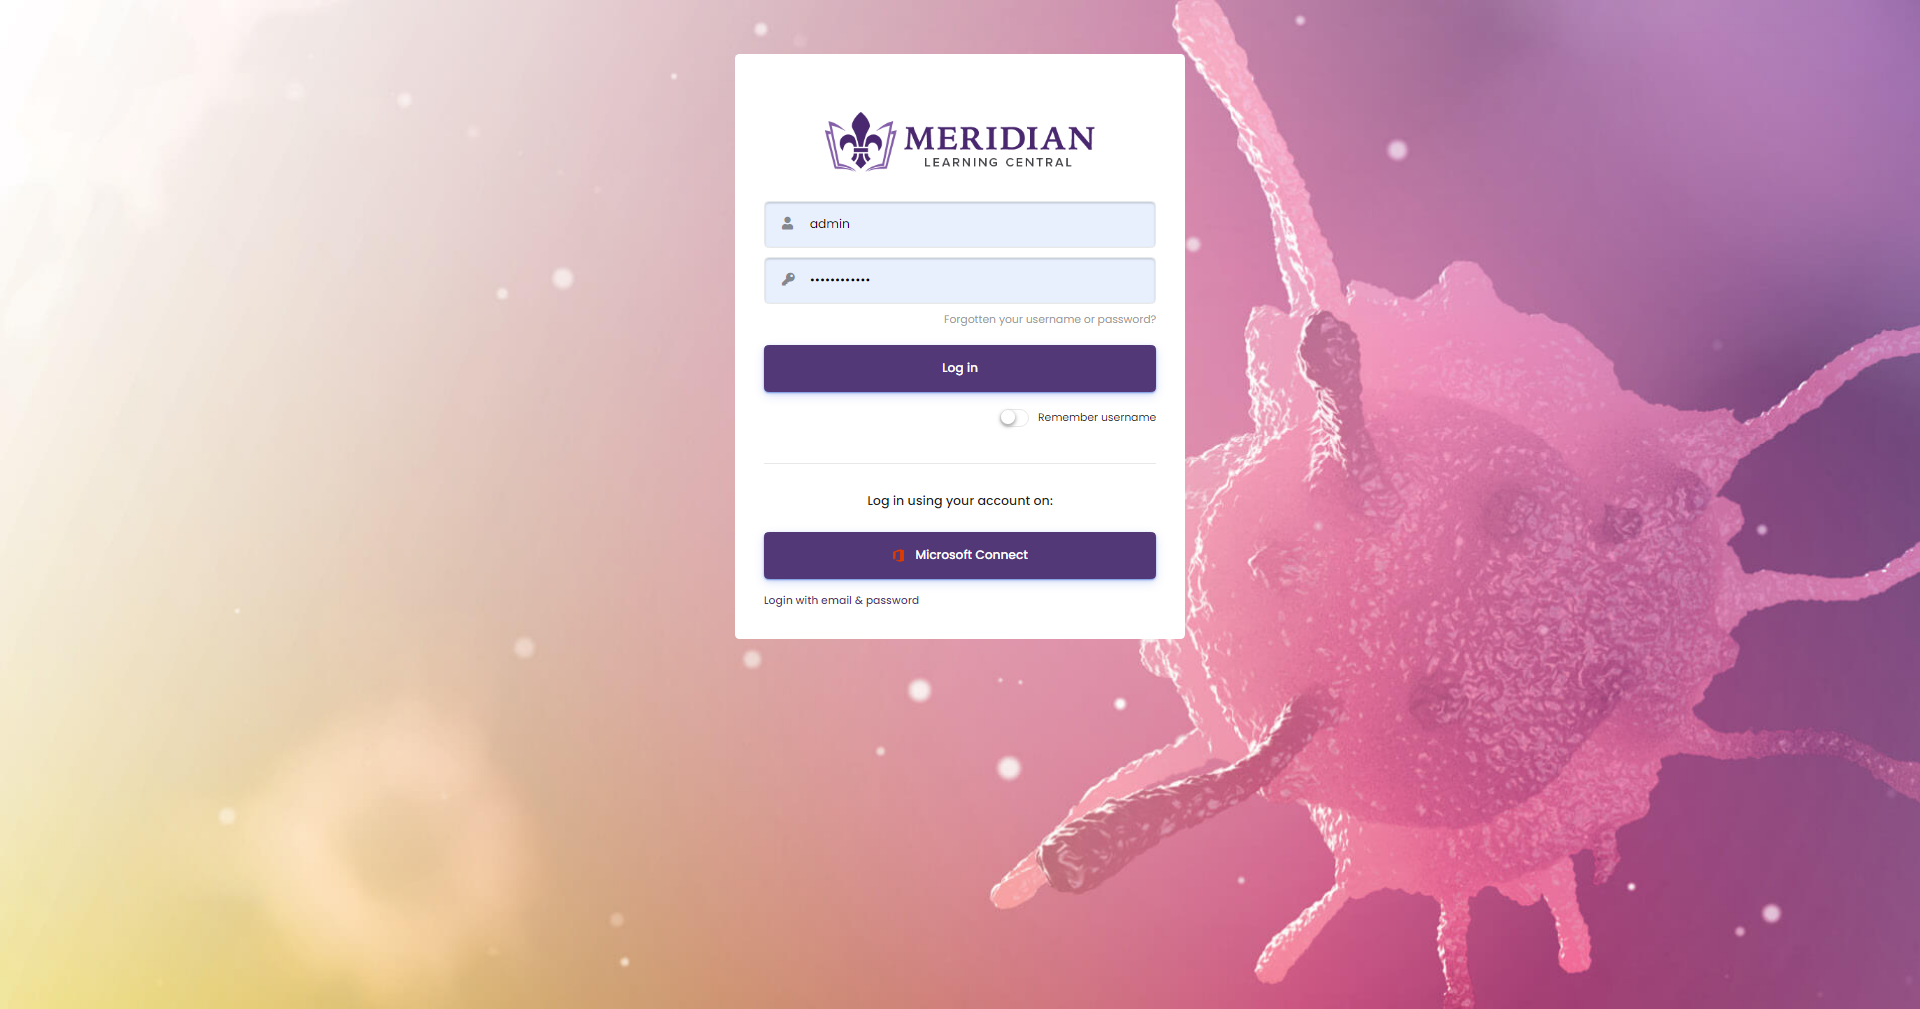 MERIDIAN
LEARNING CENTRAL
admin
••••••••••••
Forgotten your username or password?
Log in
Remember username
Log in using your account on:
Microsoft Connect
Login with email & password